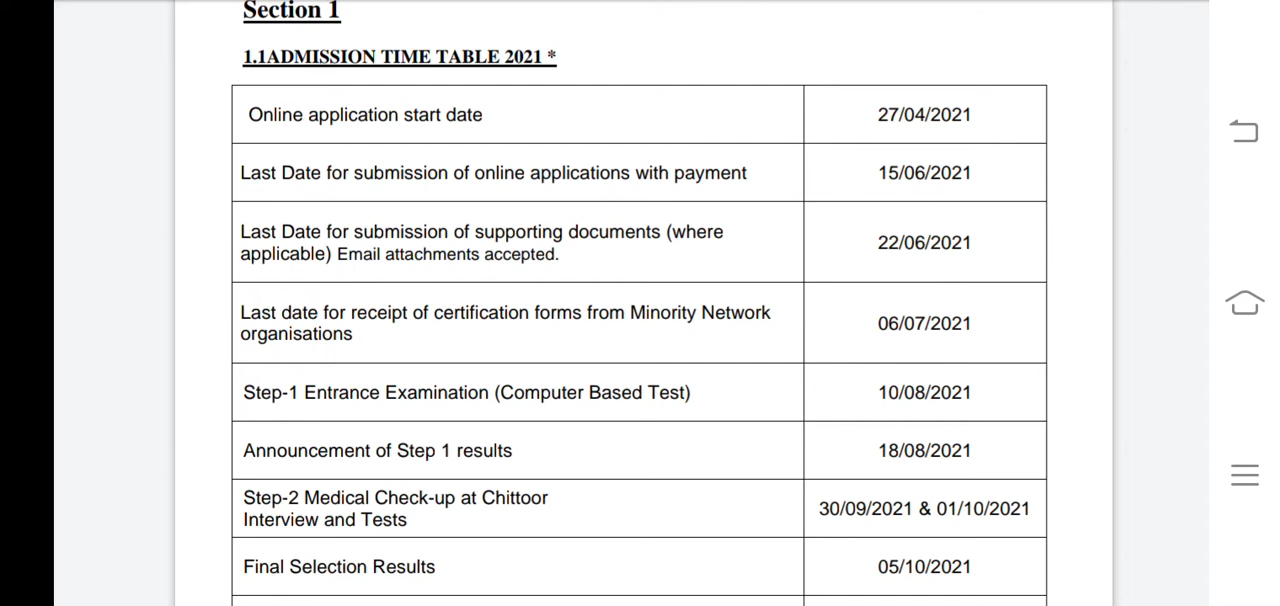 Section 1
1.1ADMISSION TIME TABLE 2021 *
Online application start date
27/04/2021
Last Date for submission of online applications with payment
15/06/2021
Last Date for submission of supporting documents (where
applicable) Email attachments accepted.
22/06/2021
Last date for receipt of certification forms from Minority Network
organisations
06/07/2021
Step-1 Entrance Examination (Computer Based Test)
10/08/2021
Announcement of Step 1 results
18/08/2021
Step-2 Medical Check-up at Chittoor
Interview and Tests
30/09/2021 & 01/10/2021
Final Selection Results
05/10/2021